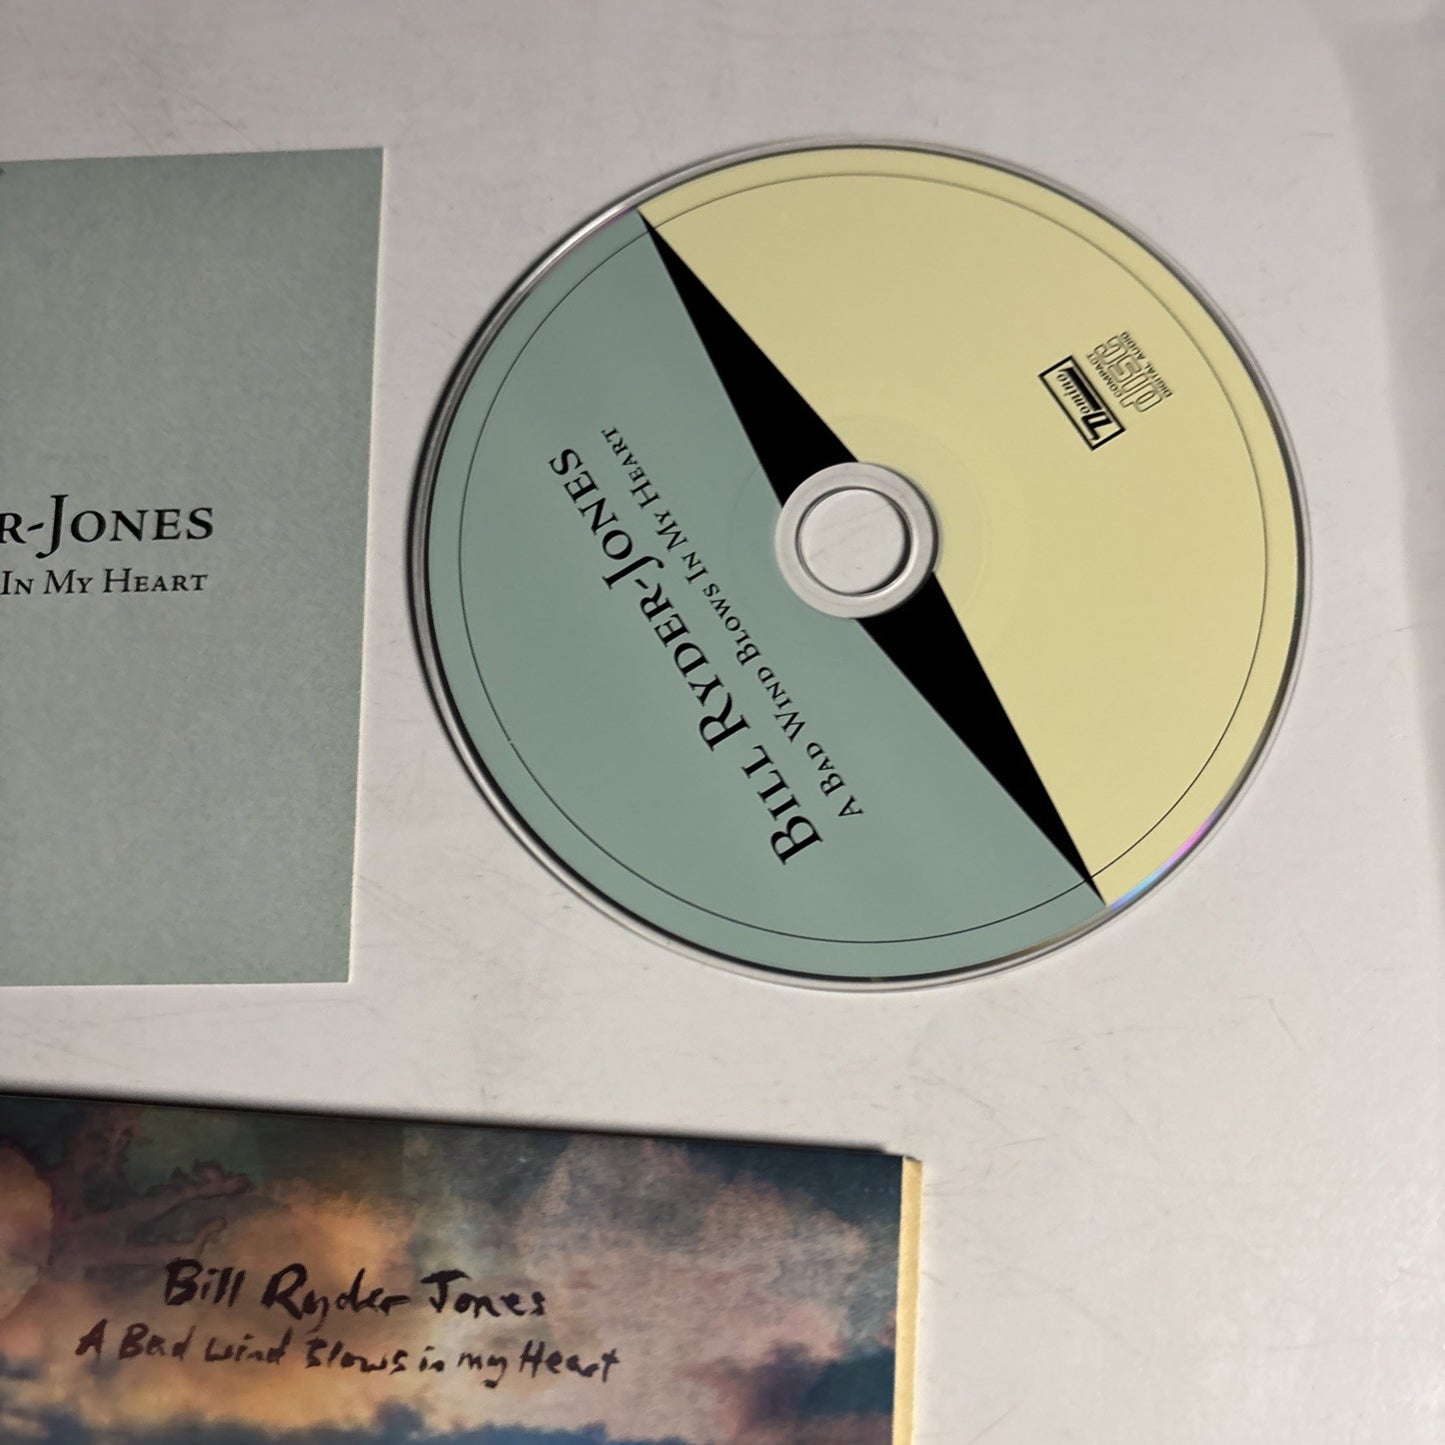 R-JONES
IN MY HEART
BILL RYDER-JONES
A BAD WIND BLOWS IN MY HEART
Domino
COMPACT
disc
DIGITAL AUDIO
Bill Ryder Jones
A Bad wind Blows in my Heart